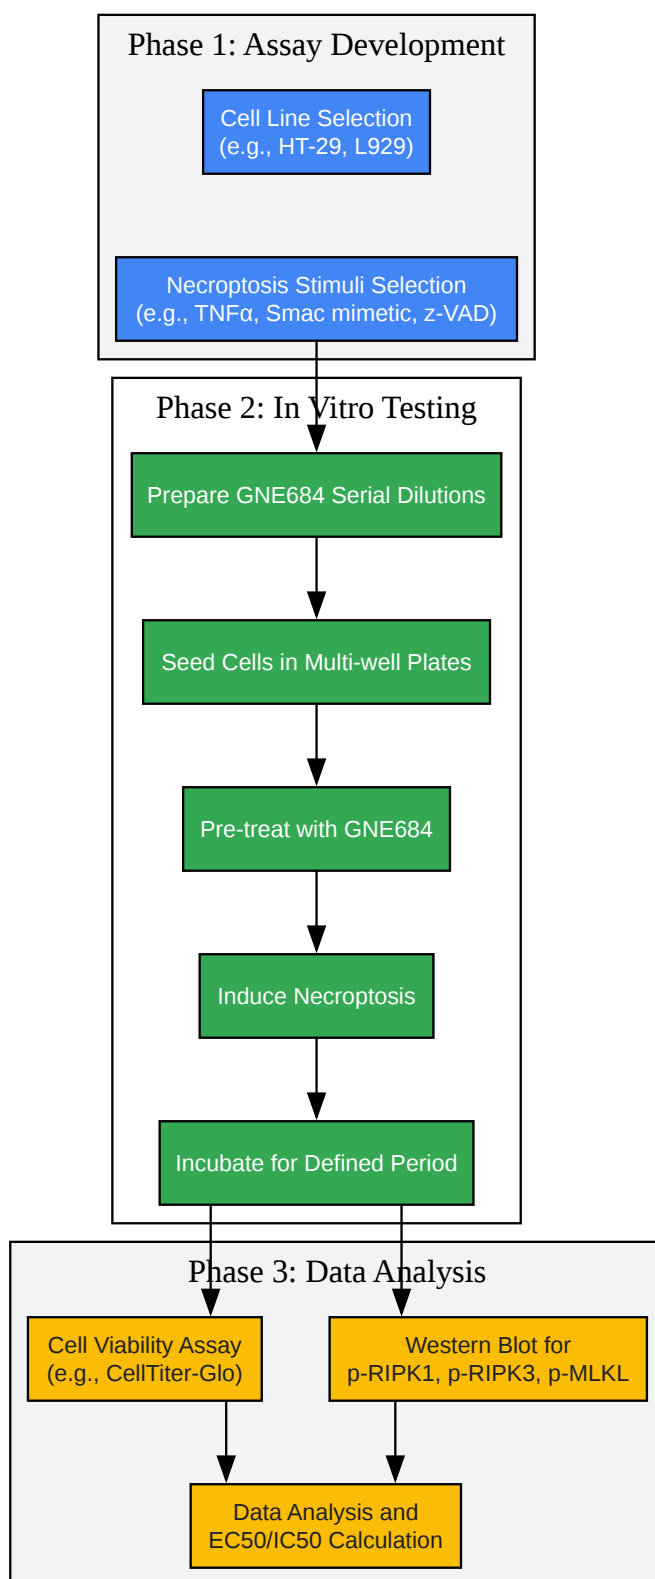 Phase 1: Assay Development
Cell Line Selection
(e.g., HT-29, L929)
Necroptosis Stimuli Selection
(e.g., TNFα, Smac mimetic, z-VAD)
Phase 2: In Vitro Testing
Prepare GNE684 Serial Dilutions
Seed Cells in Multi-well Plates
Pre-treat with GNE684
Induce Necroptosis
Incubate for Defined Period
Phase 3: Data Analysis
Cell Viability Assay
(e.g., CellTiter-Glo)
Western Blot for
p-RIPK1, p-RIPK3, p-MLKL
Data Analysis and
EC50/IC50 Calculation